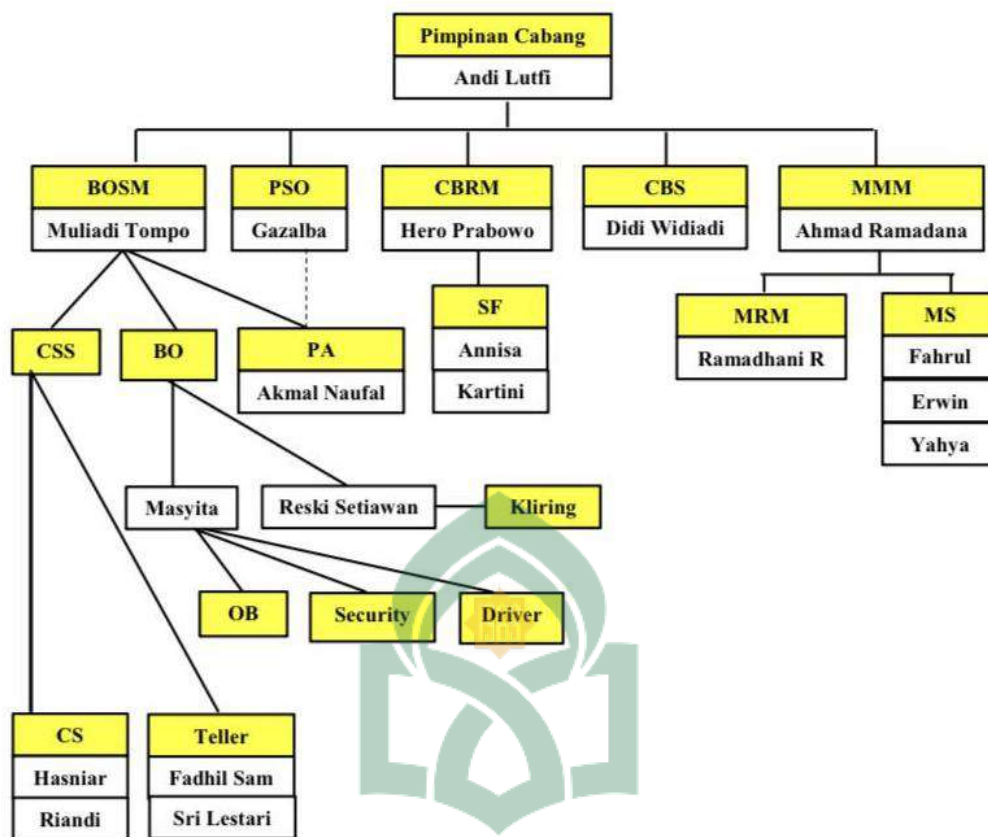 Pimpinan Cabang
Andi Lutfi
BOSM
Muliadi Tompo
PSO
Gazalba
CBRM
Hero Prabowo
CBS
Didi Widiadi
MMM
Ahmad Ramadana
CSS
BO
PA
Akmal Naufal
SF
Annisa
Kartini
MRM
Ramadhani R
MS
Fahrul
Erwin
Yahya
Masyita
Reski Setiawan
Kliring
OB
Security
Driver
CS
Hasniar
Riandi
Teller
Fadhil Sam
Sri Lestari